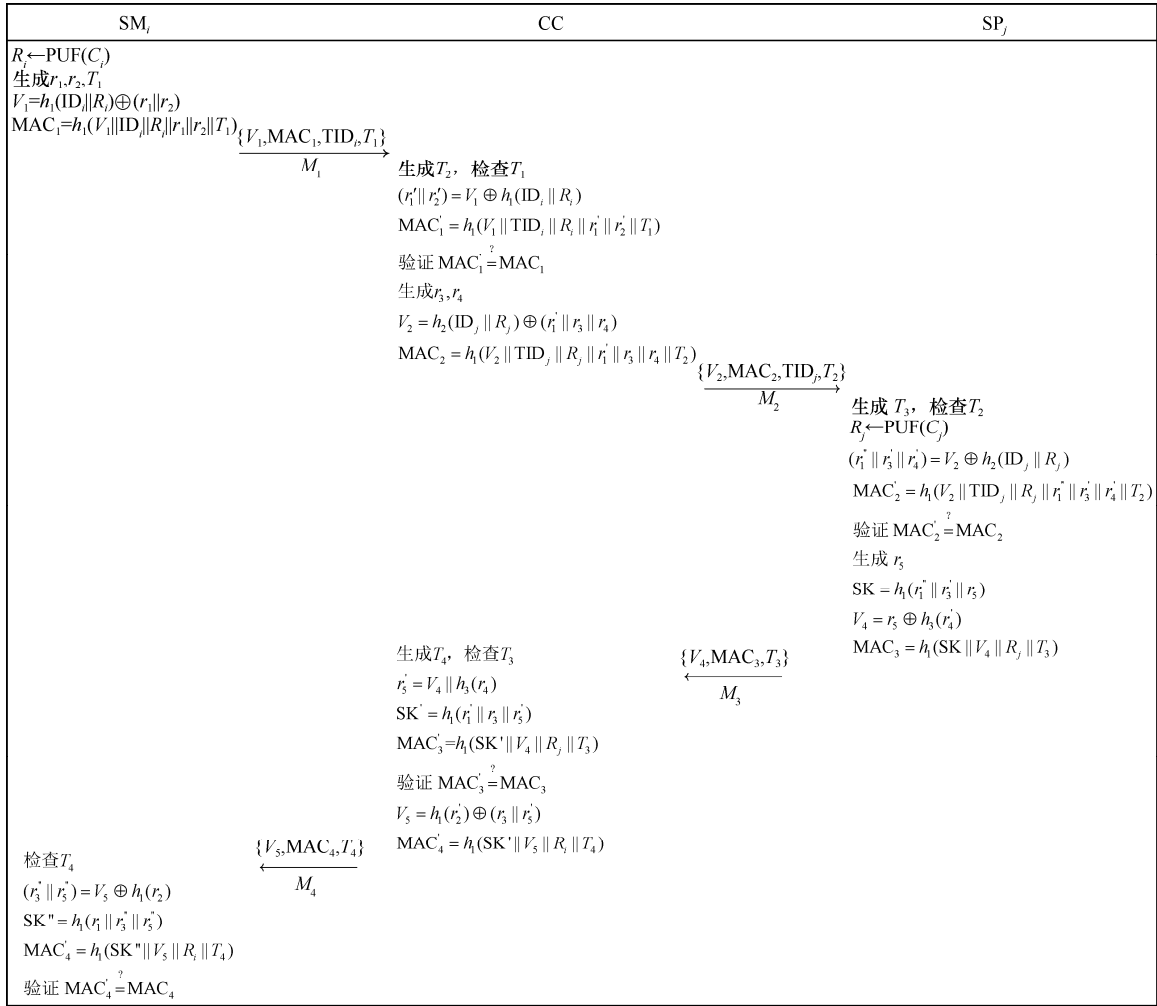 SMᵢ CC SPⱼ
Rᵢ←PUF(Cᵢ)
生成r₁,r₂,T₁
V₁=h₁(IDᵢ||Rᵢ)⊕(r₁||r₂)
MAC₁=h₁(V₁||IDᵢ||Rᵢ||r₁||r₂||T₁)
{V₁,MAC₁,TIDᵢ,T₁}
M₁
生成T₂，检查T₁
(r₁′||r₂′)=V₁⊕h₁(IDᵢ||Rᵢ)
MAC₁'=h₁(V₁||TIDᵢ||Rᵢ||r₁'||r₂'||T₁)
验证 MAC₁'≟MAC₁
生成r₃,r₄
V₂=h₂(IDⱼ||Rⱼ)⊕(r₁'||r₃||r₄)
MAC₂=h₁(V₂||TIDⱼ||Rⱼ||r₁'||r₃||r₄||T₂)
{V₂,MAC₂,TIDⱼ,T₂}
M₂
生成 T₃，检查T₂
Rⱼ←PUF(Cⱼ)
(r₁"||r₃'||r₄')=V₂⊕h₂(IDⱼ||Rⱼ)
MAC₂'=h₁(V₂||TIDⱼ||Rⱼ||r₁"||r₃'||r₄'||T₂)
验证 MAC₂'≟MAC₂
生成 r₅
SK=h₁(r₁"||r₃'||r₅)
V₄=r₅⊕h₃(r₄')
MAC₃=h₁(SK||V₄||Rⱼ||T₃)
{V₄,MAC₃,T₃}
M₃
生成T₄，检查T₃
r₅'=V₄||h₃(r₄)
SK'=h₁(r₁'||r₃||r₅')
MAC₃'=h₁(SK'||V₄||Rⱼ||T₃)
验证 MAC₃'≟MAC₃
V₅=h₁(r₂')⊕(r₃||r₅')
MAC₄'=h₁(SK'||V₅||Rᵢ||T₄)
{V₅,MAC₄,T₄}
M₄
检查T₄
(r₃"||r₅")=V₅⊕h₁(r₂)
SK"=h₁(r₁||r₃"||r₅")
MAC₄'=h₁(SK"||V₅||Rᵢ||T₄)
验证 MAC₄'≟MAC₄